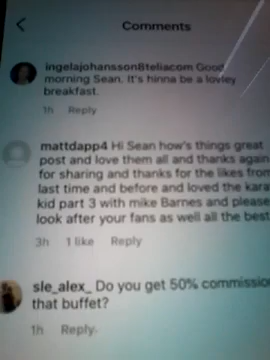 Comments
ingelajohansson8teliacom Good
morning Sean. It's hinna be a lovley
breakfast.
1h Reply
mattdapp4 Hi Sean how's things great
post and love them all and thanks again
for sharing and thanks for the likes from
last time and before and loved the kara
kid part 3 with mike Barnes and please
look after your fans as well all the best
3h 1 like Reply
sle_alex_ Do you get 50% commissio
that buffet?
1h Reply